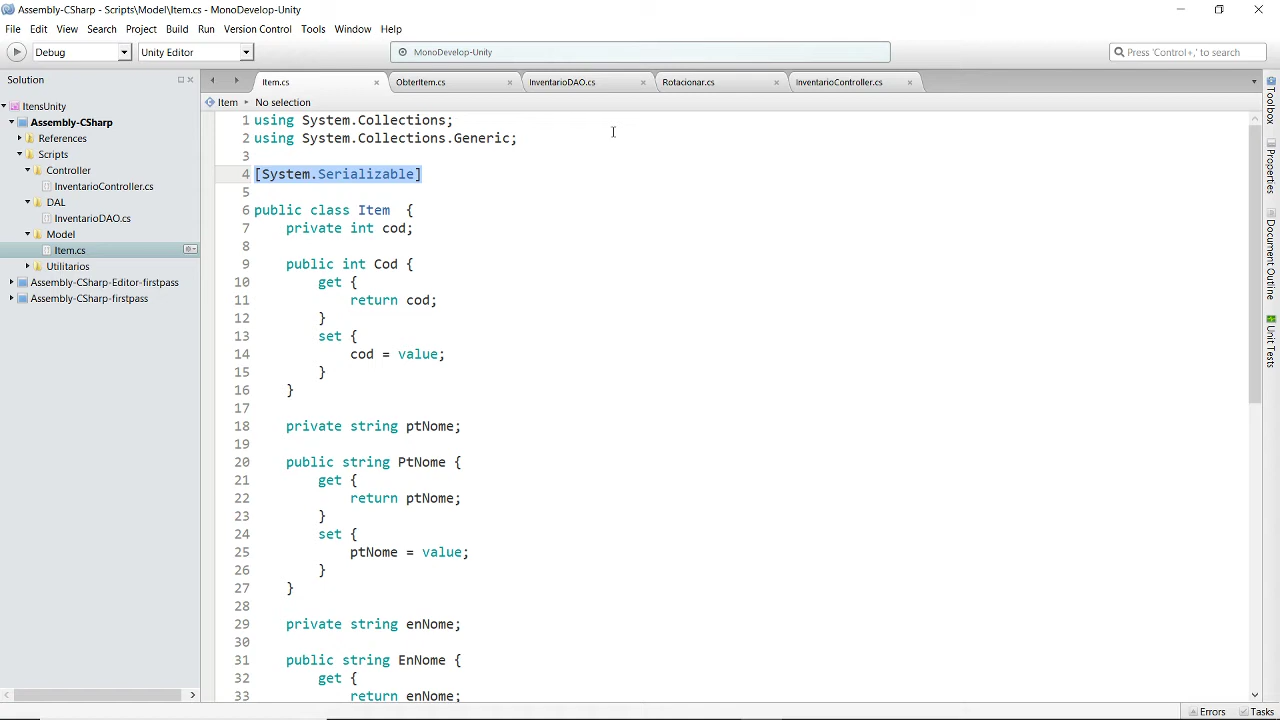 Assembly-CSharp - Scripts\Model\Item.cs - MonoDevelop-Unity
File Edit View Search Project Build Run Version Control Tools Window Help
Debug Unity Editor MonoDevelop-Unity Press 'Control+,' to search
Solution
Item.cs ObterItem.cs InventarioDAO.cs Rotacionar.cs InventarioController.cs
Item No selection
ItensUnity
Assembly-CSharp
References
Scripts
Controller
InventarioController.cs
DAL
InventarioDAO.cs
Model
Item.cs
Utilitarios
Assembly-CSharp-Editor-firstpass
Assembly-CSharp-firstpass
1 using System.Collections;
2 using System.Collections.Generic;
3
4 [System.Serializable]
5
6 public class Item  {
7     private int cod;
8
9     public int Cod {
10         get {
11             return cod;
12         }
13         set {
14             cod = value;
15         }
16     }
17
18     private string ptNome;
19
20     public string PtNome {
21         get {
22             return ptNome;
23         }
24         set {
25             ptNome = value;
26         }
27     }
28
29     private string enNome;
30
31     public string EnNome {
32         get {
33             return enNome;
Toolbox
Properties
Document Outline
Unit Tests
Errors Tasks